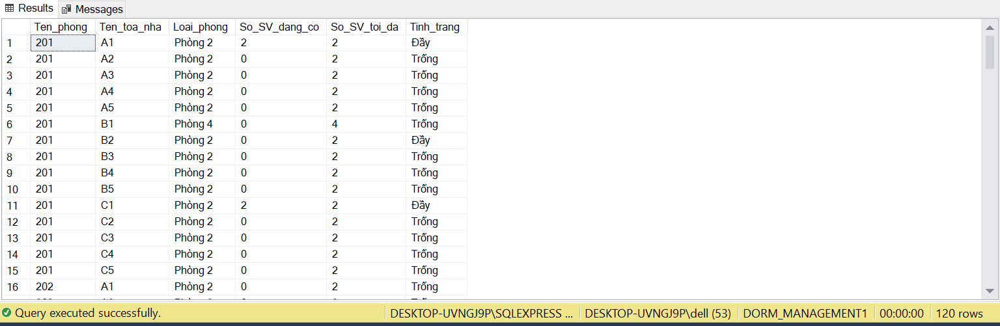 Results Messages
Ten_phong Ten_toa_nha Loai_phong So_SV_dang_co So_SV_toi_da Tinh_trang
1 201 A1 Phòng 2 2 2 Đầy
2 201 A2 Phòng 2 0 2 Trống
3 201 A3 Phòng 2 0 2 Trống
4 201 A4 Phòng 2 0 2 Trống
5 201 A5 Phòng 2 0 2 Trống
6 201 B1 Phòng 4 0 4 Trống
7 201 B2 Phòng 2 0 2 Đầy
8 201 B3 Phòng 2 0 2 Trống
9 201 B4 Phòng 2 0 2 Trống
10 201 B5 Phòng 2 0 2 Trống
11 201 C1 Phòng 2 2 2 Đầy
12 201 C2 Phòng 2 0 2 Trống
13 201 C3 Phòng 2 0 2 Trống
14 201 C4 Phòng 2 0 2 Trống
15 201 C5 Phòng 2 0 2 Trống
16 202 A1 Phòng 2 0 2 Trống
Query executed successfully. DESKTOP-UVNGJ9P\SQLEXPRESS ... DESKTOP-UVNGJ9P\dell (53) DORM_MANAGEMENT1 00:00:00 120 rows